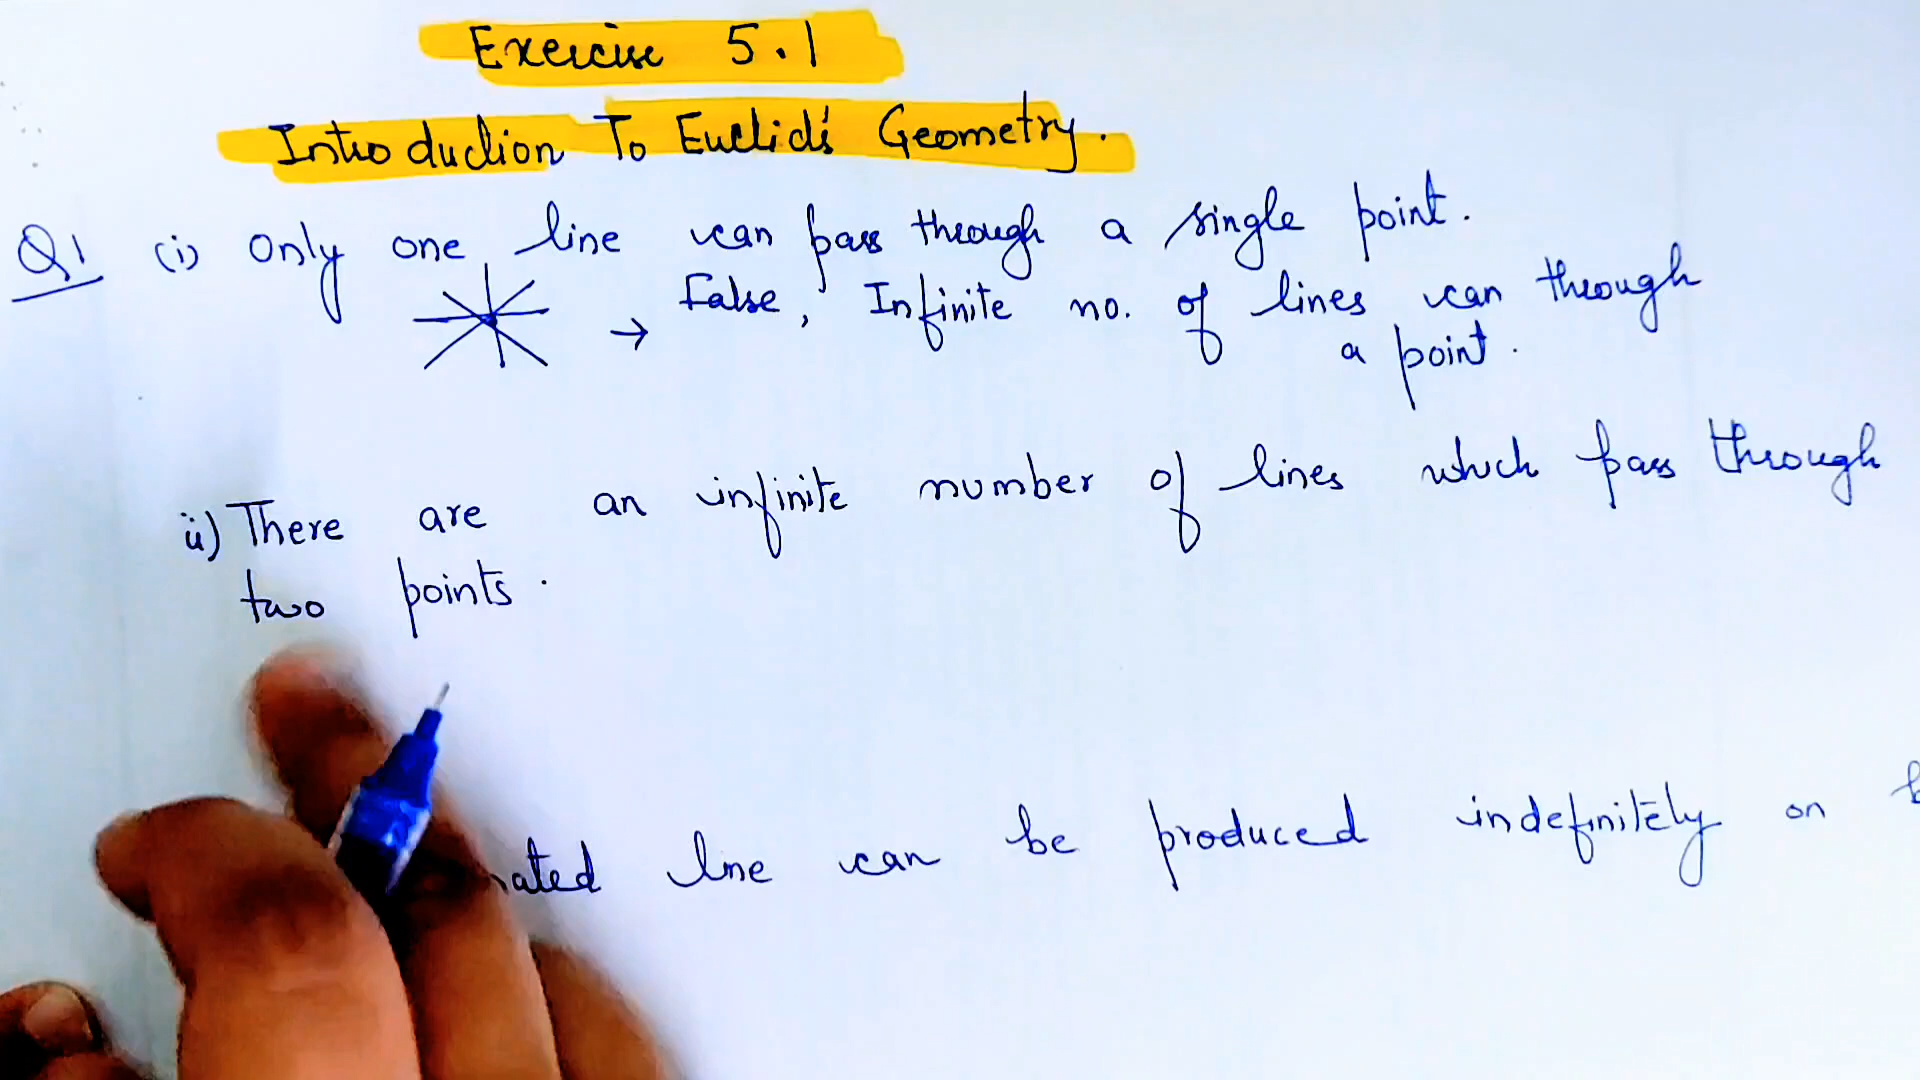 Exercise 5.1
Introduction To Euclid's Geometry.
Q1 (i) Only one line can pass through a single point.
→ False, Infinite no. of lines can through
a point.
ii) There are an infinite number of lines which pass through
two points.
line can be produced indefinitely on